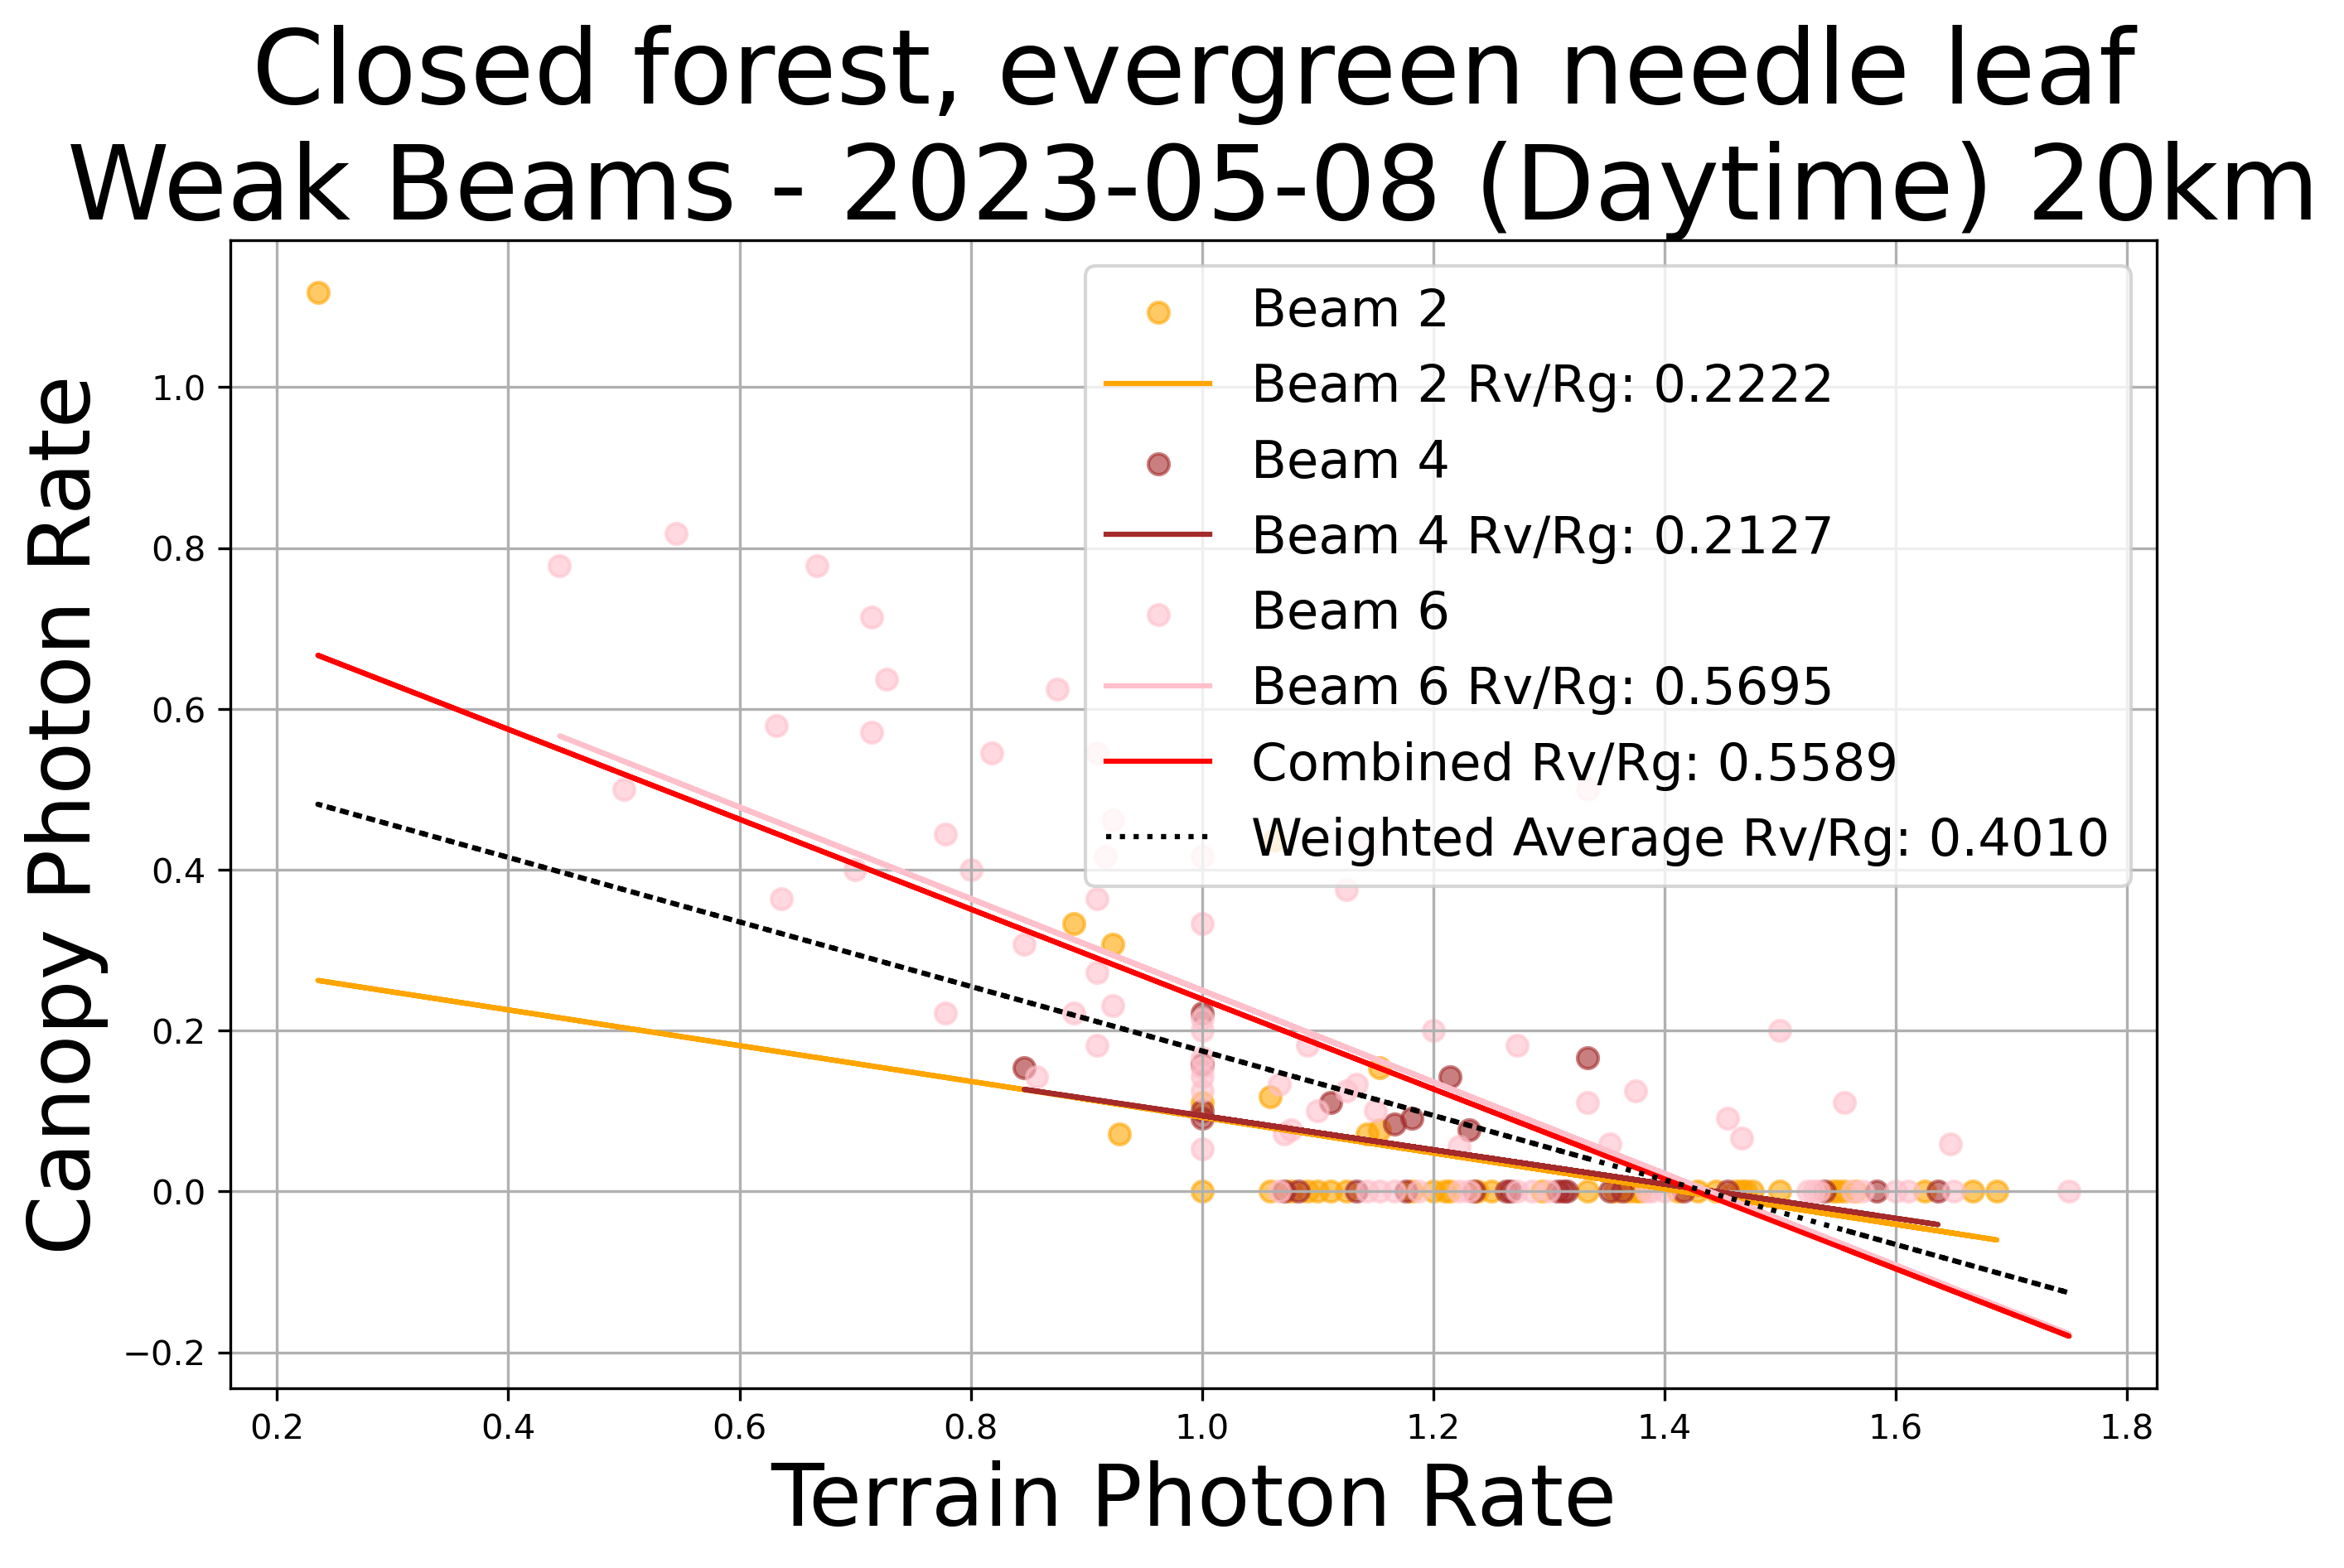 Closed forest, evergreen needle leaf
Weak Beams - 2023-05-08 (Daytime) 20km
Canopy Photon Rate
1.0
0.8
0.6
0.4
0.2
0.0
−0.2
Beam 2
Beam 2 Rv/Rg: 0.2222
Beam 4
Beam 4 Rv/Rg: 0.2127
Beam 6
Beam 6 Rv/Rg: 0.5695
Combined Rv/Rg: 0.5589
Weighted Average Rv/Rg: 0.4010
0.2 0.4 0.6 0.8 1.0 1.2 1.4 1.6 1.8
Terrain Photon Rate